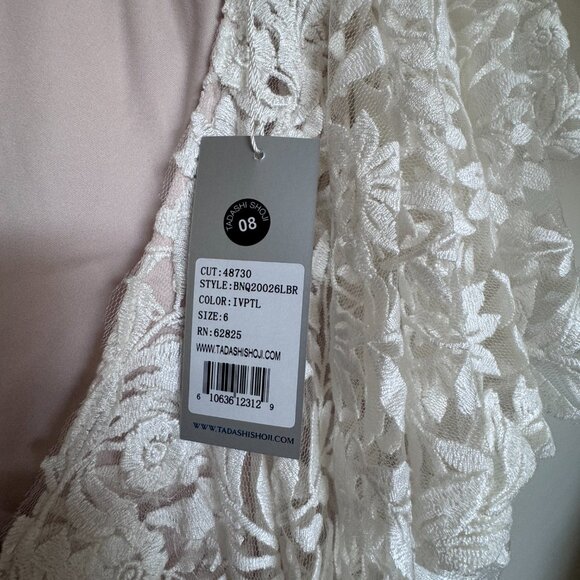 TADASHI SHOJI
08
CUT:48730
STYLE:BNQ20026LBR
COLOR:IVPTL
SIZE:6
RN:62825
WWW.TADASHISHOJI.COM
6 10636 12312 9
WWW.TADASHISHOJI.COM